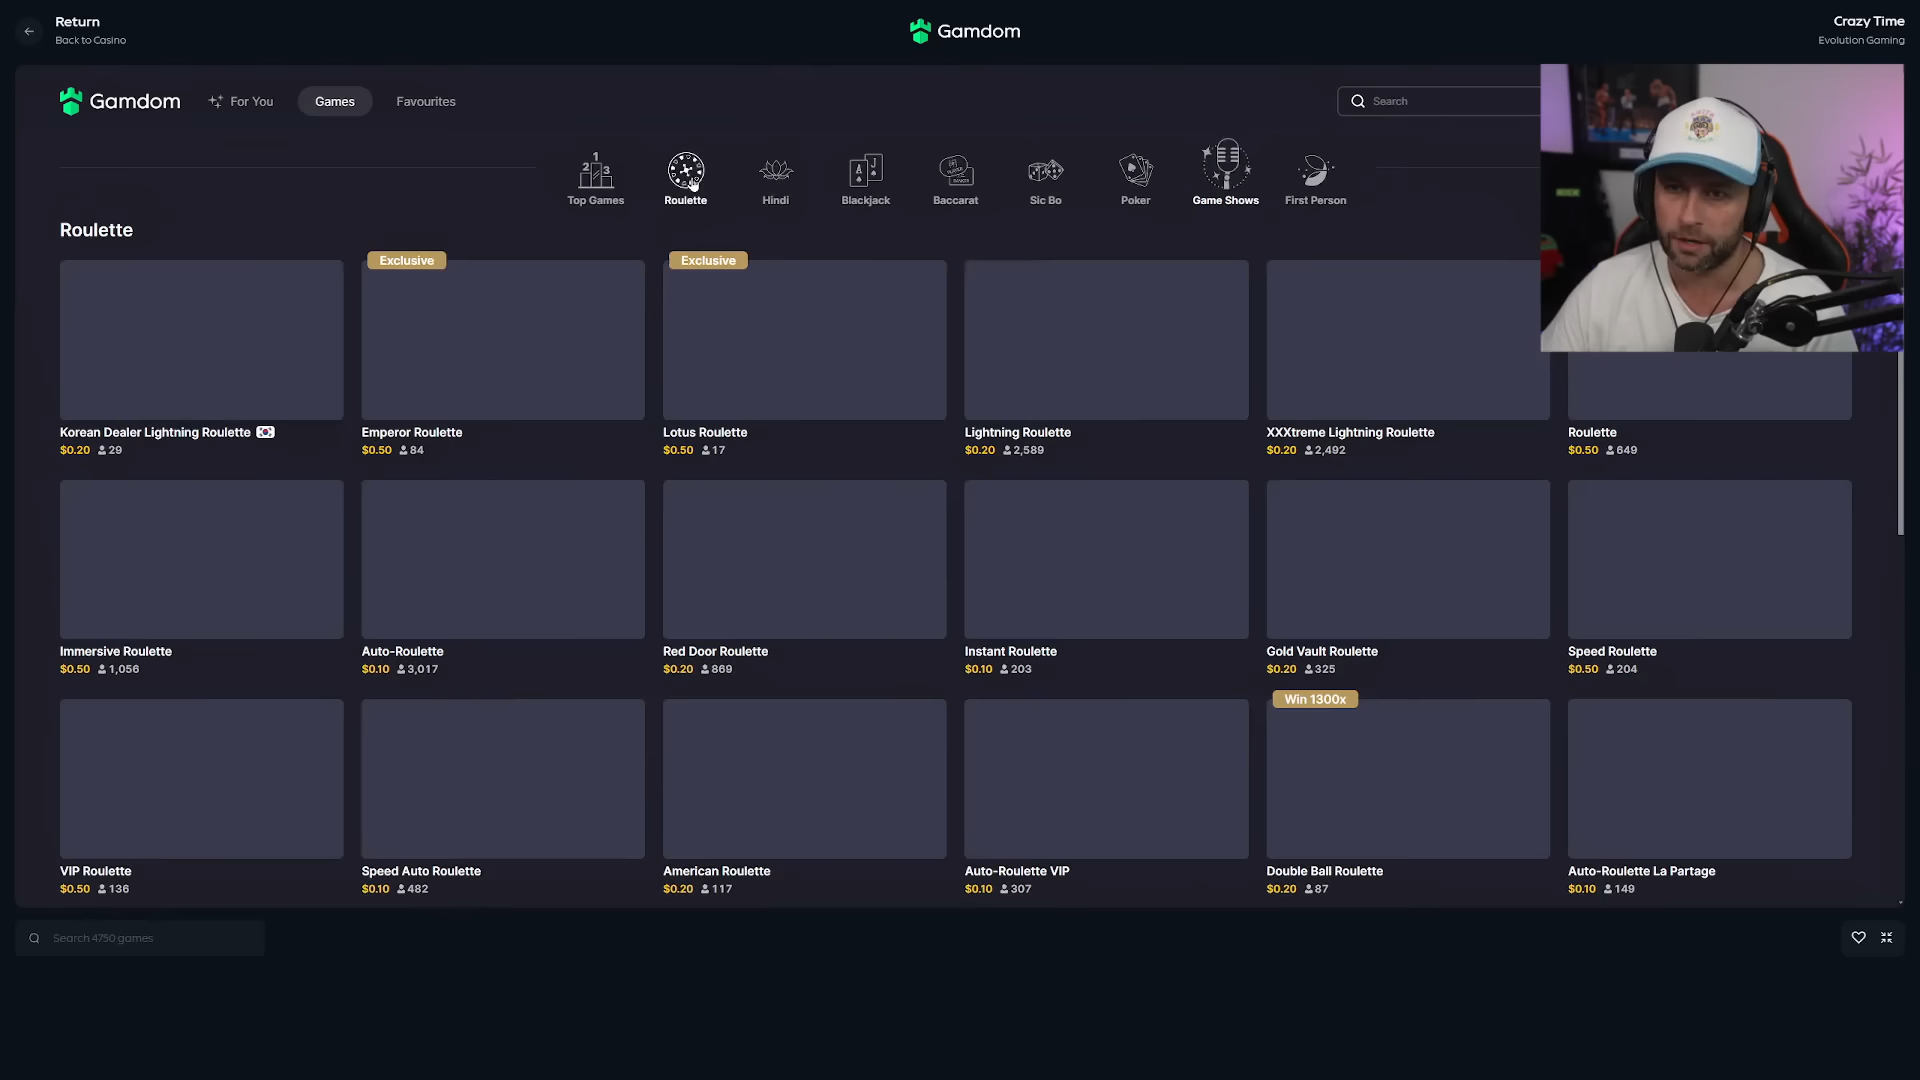 Return
Back to Casino
Gamdom
Crazy Time
Evolution Gaming
Gamdom
For You
Games
Favourites
Search
1
2 3
Top Games
Roulette
Hindi
Blackjack
Baccarat
Sic Bo
Poker
Game Shows
First Person
Roulette
Exclusive
Exclusive
Korean Dealer Lightning Roulette
$0.20 29
Emperor Roulette
$0.50 84
Lotus Roulette
$0.50 17
Lightning Roulette
$0.20 2,589
XXXtreme Lightning Roulette
$0.20 2,492
Roulette
$0.50 649
Immersive Roulette
$0.50 1,056
Auto-Roulette
$0.10 3,017
Red Door Roulette
$0.20 869
Instant Roulette
$0.10 203
Gold Vault Roulette
$0.20 325
Speed Roulette
$0.50 204
Win 1300x
VIP Roulette
$0.50 136
Speed Auto Roulette
$0.10 482
American Roulette
$0.20 117
Auto-Roulette VIP
$0.10 307
Double Ball Roulette
$0.20 87
Auto-Roulette La Partage
$0.10 149
Search 4750 games